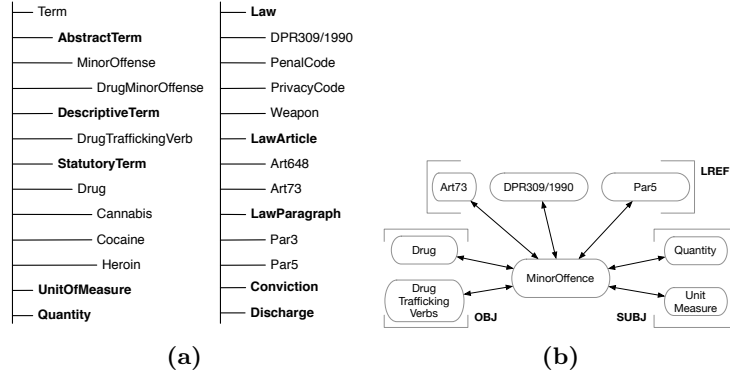 Term
AbstractTerm
MinorOffense
DrugMinorOffense
DescriptiveTerm
DrugTraffickingVerb
StatutoryTerm
Drug
Cannabis
Cocaine
Heroin
UnitOfMeasure
Quantity
Law
DPR309/1990
PenalCode
PrivacyCode
Weapon
LawArticle
Art648
Art73
LawParagraph
Par3
Par5
Conviction
Discharge
(a)
LREF
Art73
DPR309/1990
Par5
Drug
Quantity
MinorOffence
Drug
Trafficking
Verbs
Unit
Measure
OBJ
SUBJ
(b)